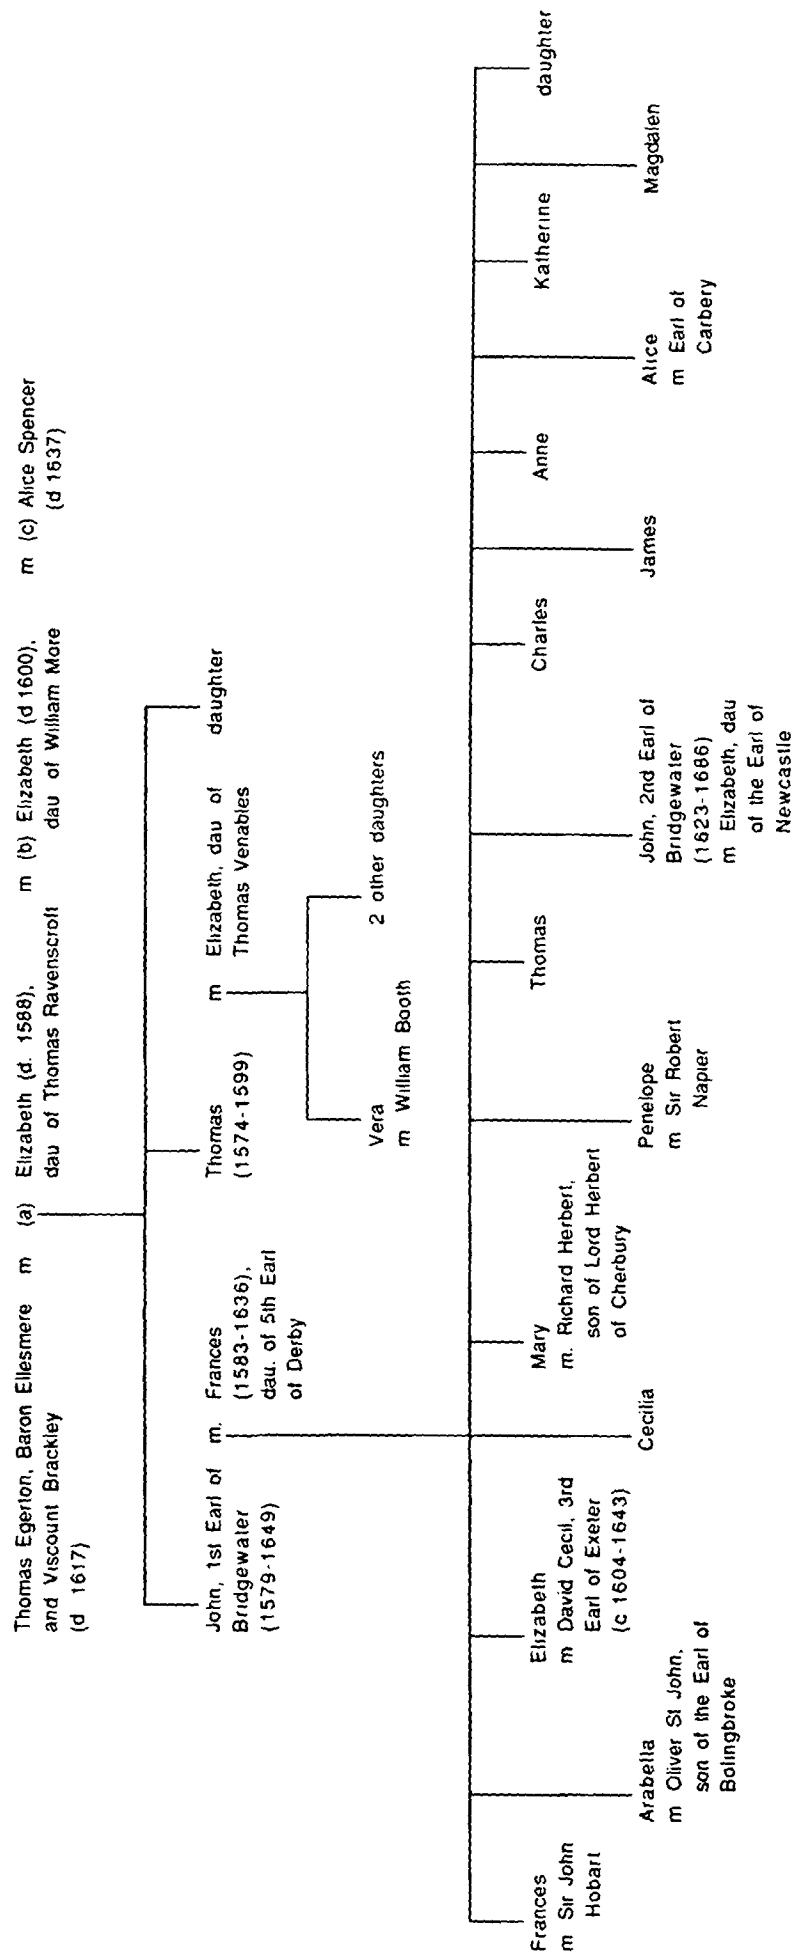 Thomas Egerton, Baron Ellesmere
and Viscount Brackley
(d 1617)
m (a) Elizabeth (d. 1588),
dau of Thomas Ravenscroft
m (b) Elizabeth (d 1600),
dau of William More
m (c) Alice Spencer
(d 1637)
John, 1st Earl of
Bridgewater
(1579-1649)
m.
Frances
(1583-1636),
dau. of 5th Earl
of Derby
Thomas
(1574-1599)
m
Elizabeth, dau of
Thomas Venables
daughter
Vera
m William Booth
2 other daughters
Frances
m Sir John
Hobart
Arabella
m Oliver St John,
son of the Earl of
Bolingbroke
Elizabeth
m David Cecil, 3rd
Earl of Exeter
(c 1604-1643)
Cecilia
Mary
m. Richard Herbert,
son of Lord Herbert
of Cherbury
Penelope
m Sir Robert
Napier
Thomas
John, 2nd Earl of
Bridgewater
(1623-1686)
m Elizabeth, dau
of the Earl of
Newcastle
Charles
James
Anne
Alice
m Earl of
Carbery
Katherine
Magdalen
daughter